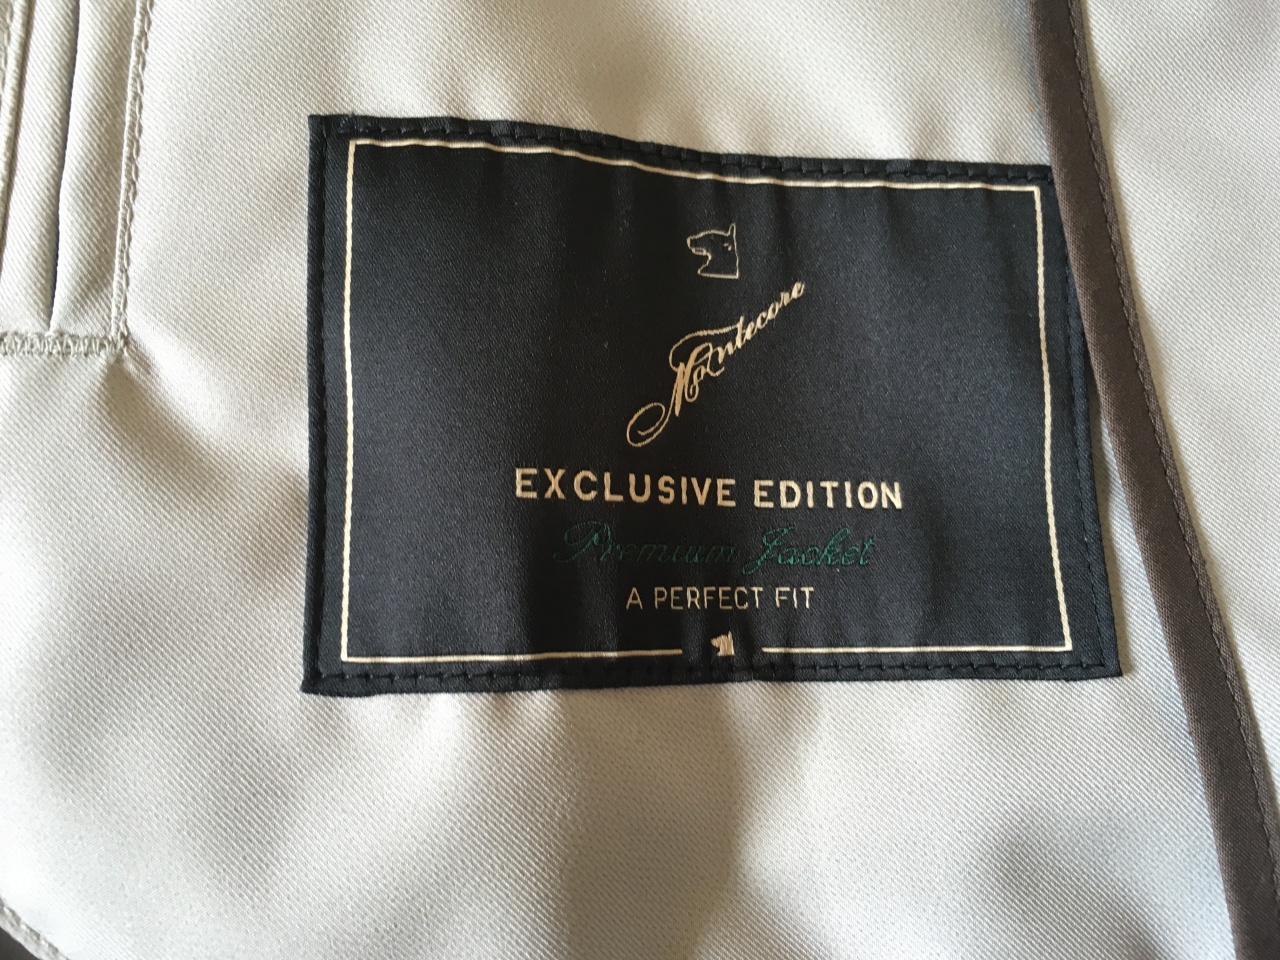 Montecore
EXCLUSIVE EDITION
Premium Jacket
A PERFECT FIT